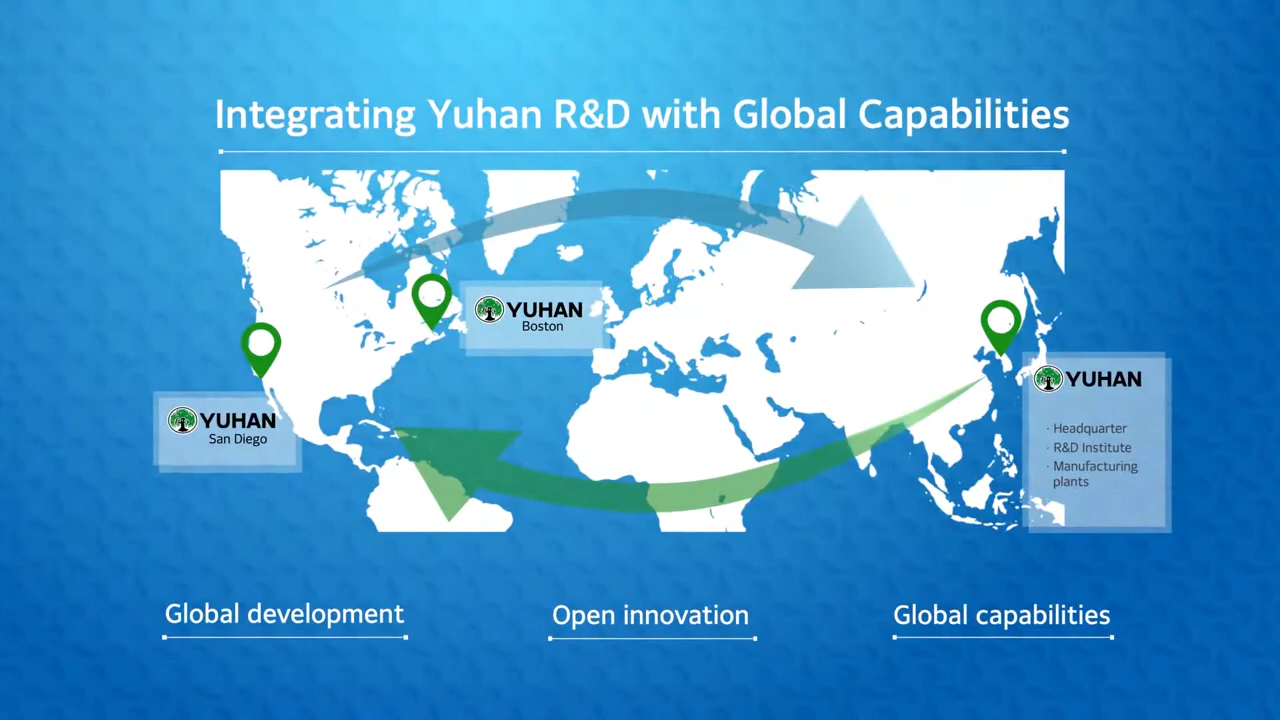 Integrating Yuhan R&D with Global Capabilities
YUHAN
Boston
YUHAN
San Diego
YUHAN
· Headquarter
· R&D Institute
· Manufacturing
plants
Global development
Open innovation
Global capabilities